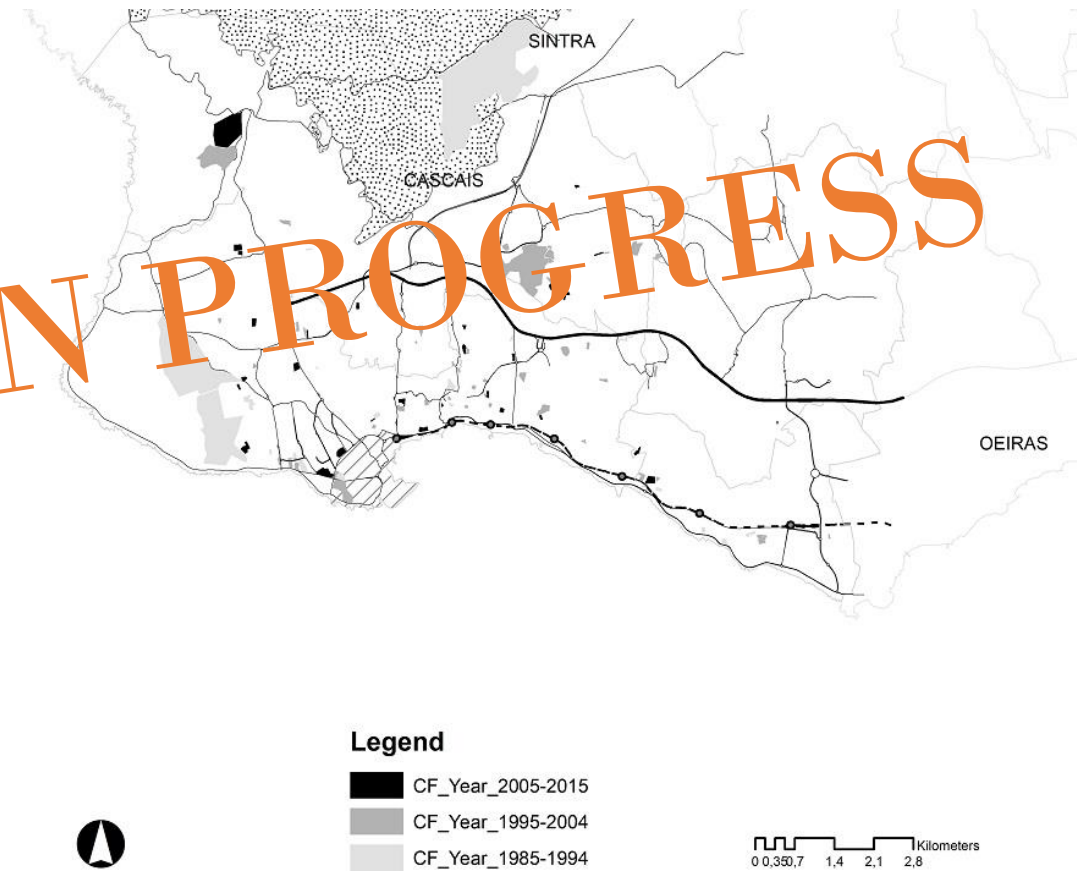 SINTRA
CASCAIS
N PROGRESS
OEIRAS
Legend
CF_Year_2005-2015
CF_Year_1995-2004
CF_Year_1985-1994
Kilometers
0 0,350,7 1,4 2,1 2,8